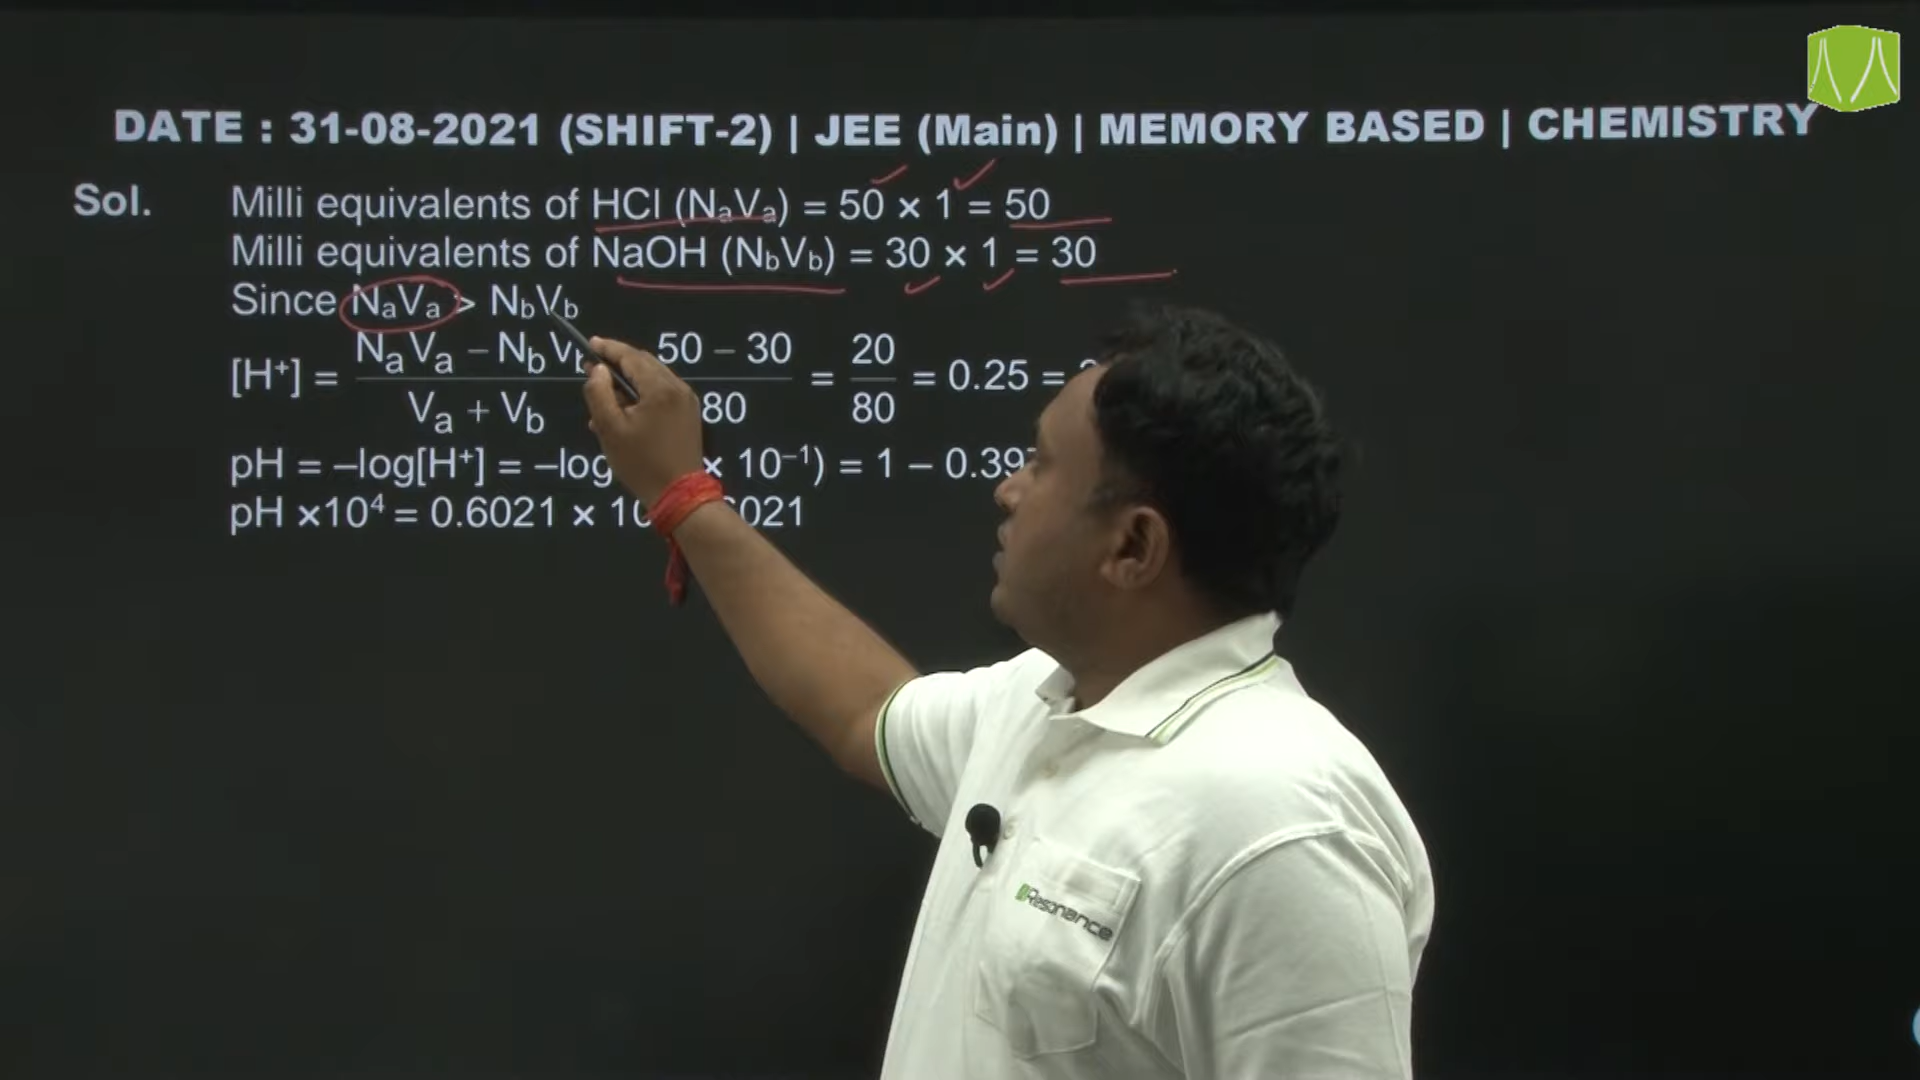 DATE : 31-08-2021 (SHIFT-2) | JEE (Main) | MEMORY BASED | CHEMISTRY
Sol. Milli equivalents of HCl (NₐVₐ) = 50 × 1 = 50
Milli equivalents of NaOH (N_bV_b) = 30 × 1 = 30
Since NₐVₐ > N_bV_b
[H⁺] = (NₐVₐ – N_bV_b)/(Vₐ + V_b) 50 – 30/80 = 20/80 = 0.25 =
pH = –log[H⁺] = –log × 10⁻¹) = 1 – 0.39
pH ×10⁴ = 0.6021 × 10 021
Resonance